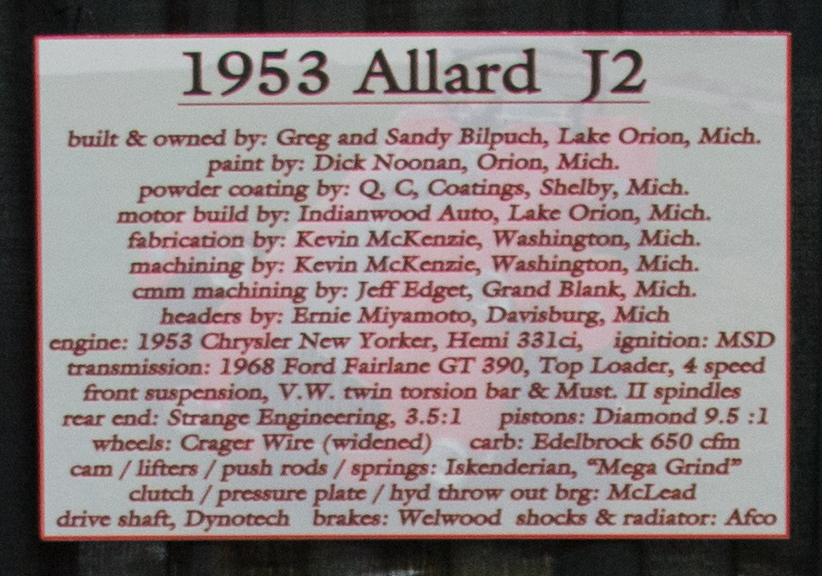 1953 Allard J2
built & owned by: Greg and Sandy Bilpuch, Lake Orion, Mich.
paint by: Dick Noonan, Orion, Mich.
powder coating by: Q, C, Coatings, Shelby, Mich.
motor build by: Indianwood Auto, Lake Orion, Mich.
fabrication by: Kevin McKenzie, Washington, Mich.
machining by: Kevin McKenzie, Washington, Mich.
cmm machining by: Jeff Edget, Grand Blank, Mich.
headers by: Ernie Miyamoto, Davisburg, Mich
engine: 1953 Chrysler New Yorker, Hemi 331ci, ignition: MSD
transmission: 1968 Ford Fairlane GT 390, Top Loader, 4 speed
front suspension, V.W. twin torsion bar & Must. II spindles
rear end: Strange Engineering, 3.5:1 pistons: Diamond 9.5 :1
wheels: Crager Wire (widened) carb: Edelbrock 650 cfm
cam / lifters / push rods / springs: Iskenderian, “Mega Grind”
clutch / pressure plate / hyd throw out brg: McLead
drive shaft, Dynotech brakes: Welwood shocks & radiator: Afco